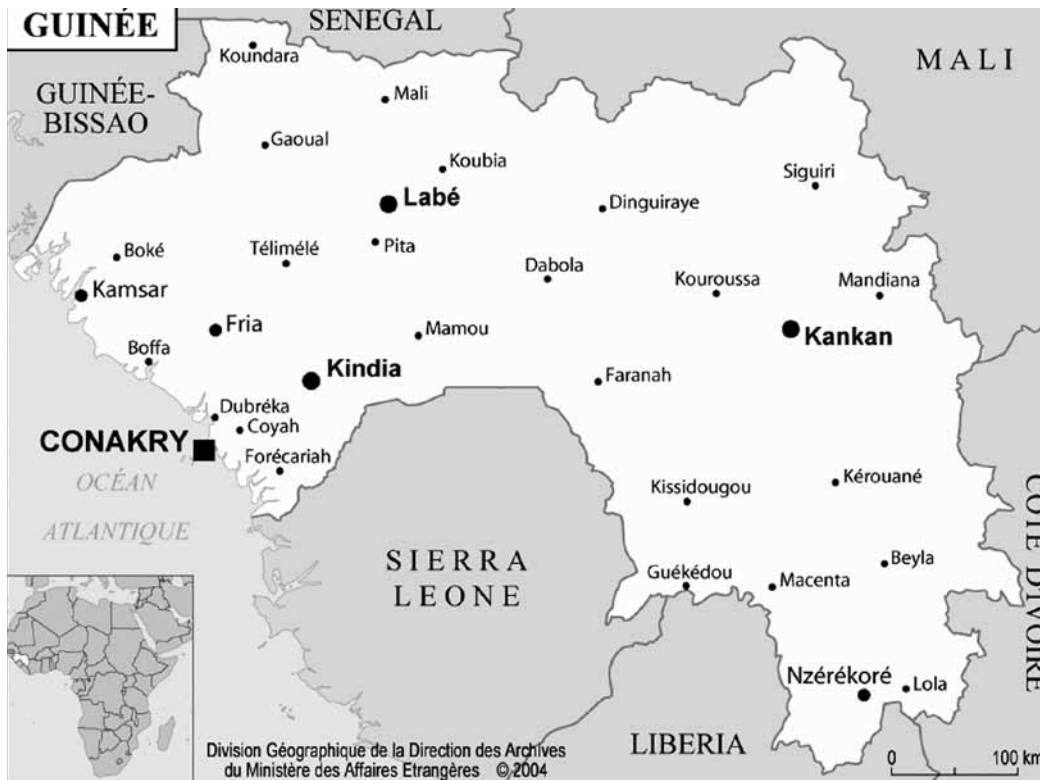 GUINÉE
SENEGAL
MALI
GUINÉE-
BISSAO
Koundara
Mali
Gaoual
Koubia
Siguiri
Labé
Dinguiraye
Boké
Télimélé
Pita
Dabola
Kouroussa
Mandiana
Kamsar
Fria
Mamou
Kankan
Boffa
Kindia
Faranah
Dubréka
Coyah
CONAKRY
Forécariah
OCÉAN
ATLANTIQUE
Kissidougou
Kérouané
CÔTE D'IVOIRE
SIERRA
LEONE
Guékédou
Macenta
Beyla
Nzérékoré
Lola
LIBERIA
Division Géographique de la Direction des Archives
du Ministère des Affaires Etrangères © 2004
0 100 km